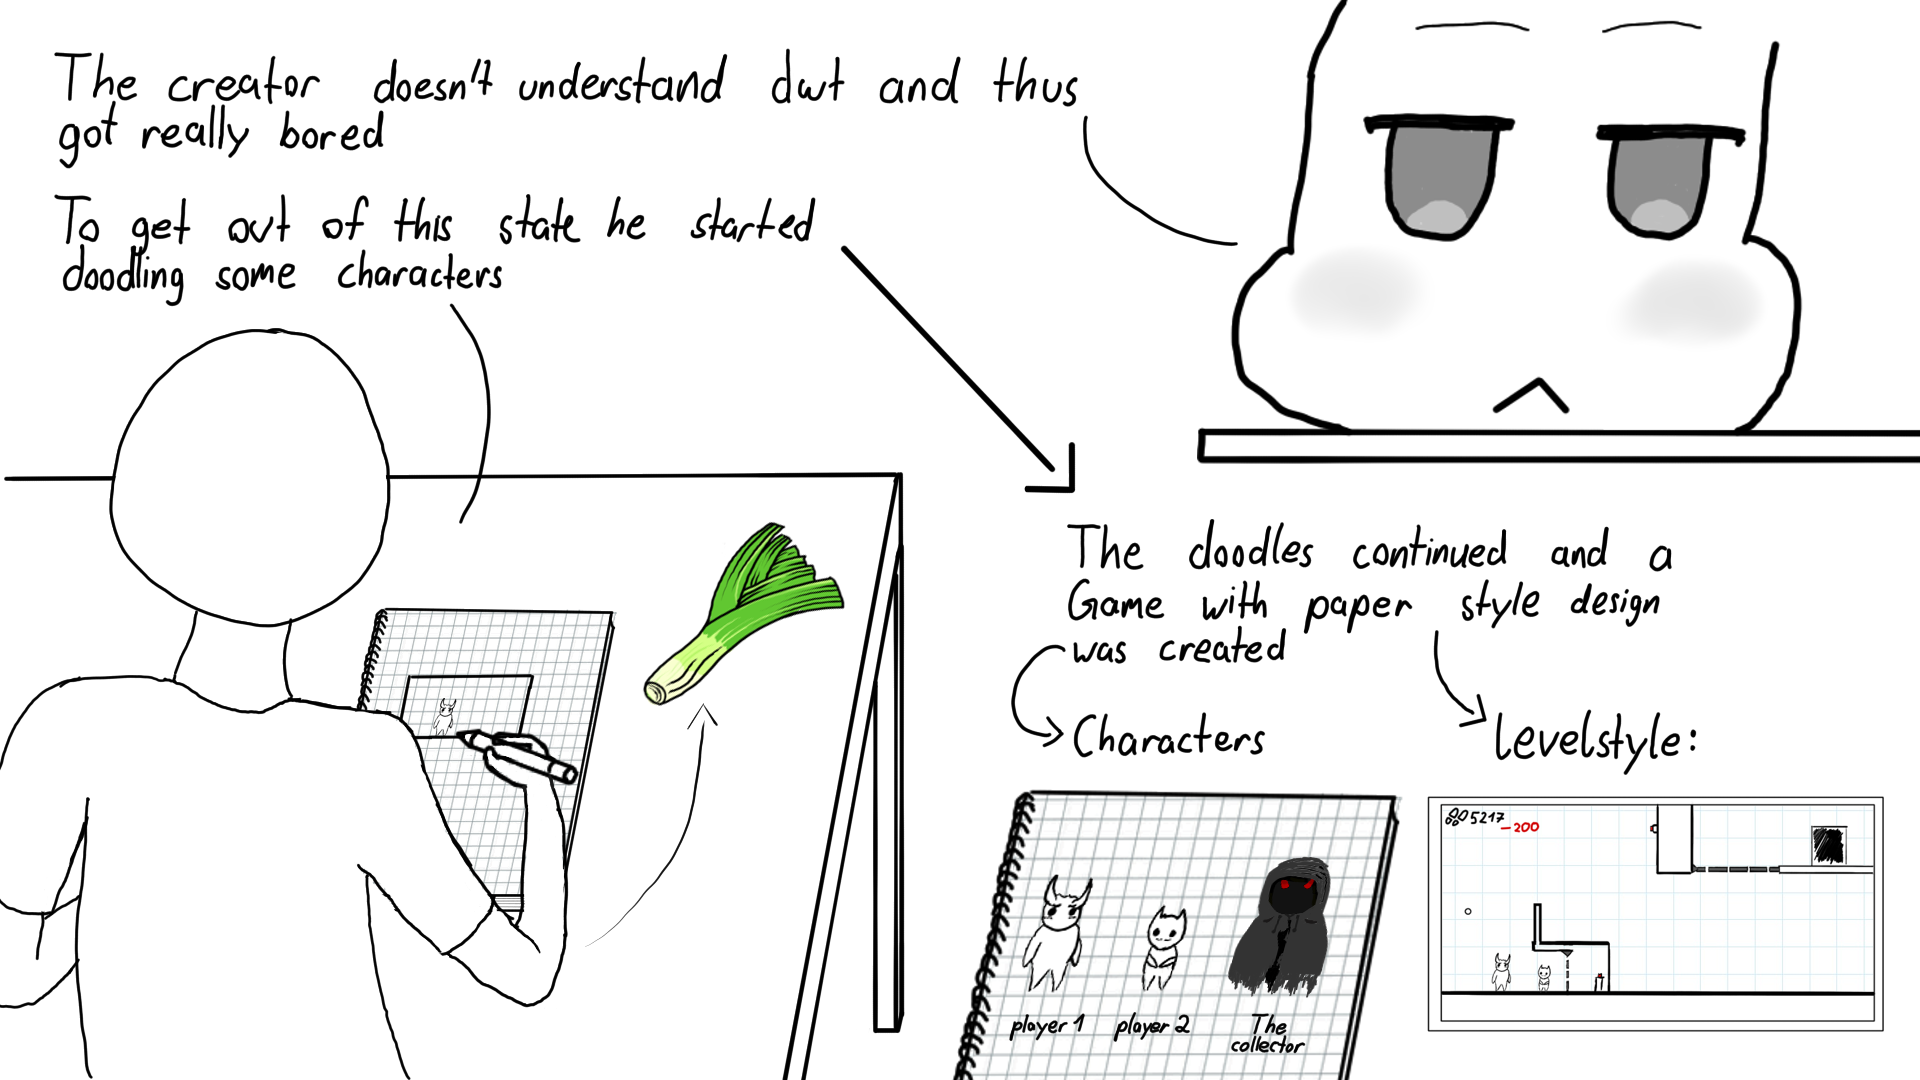 The creator doesn't understand dwt and thus
got really bored
To get out of this state he started
doodling some characters
The doodles continued and a
Game with paper style design
was created
Characters
Levelstyle:
player 1
player 2
The
collector
5217
-200